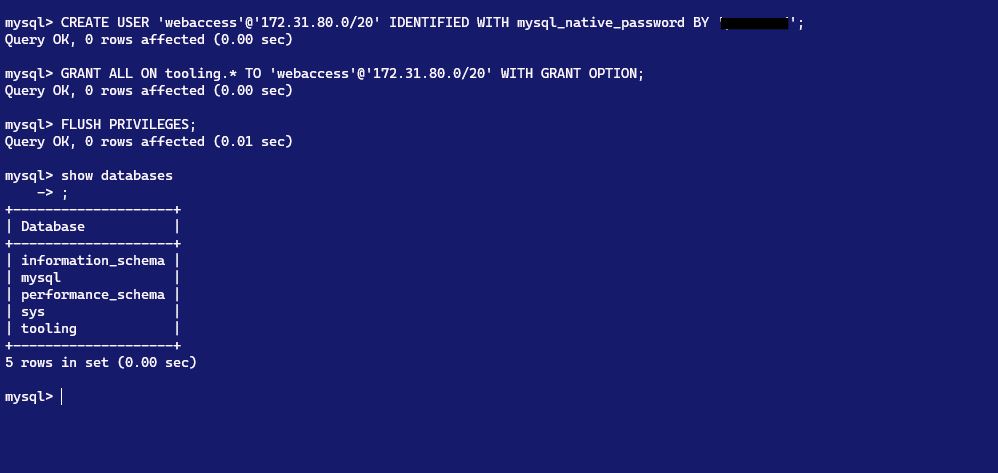 mysql> CREATE USER 'webaccess'@'172.31.80.0/20' IDENTIFIED WITH mysql_native_password BY '';
Query OK, 0 rows affected (0.00 sec)
mysql> GRANT ALL ON tooling.* TO 'webaccess'@'172.31.80.0/20' WITH GRANT OPTION;
Query OK, 0 rows affected (0.00 sec)
mysql> FLUSH PRIVILEGES;
Query OK, 0 rows affected (0.01 sec)
mysql> show databases
    -> ;
+--------------------+
| Database           |
+--------------------+
| information_schema |
| mysql              |
| performance_schema |
| sys                |
| tooling            |
+--------------------+
5 rows in set (0.00 sec)
mysql>